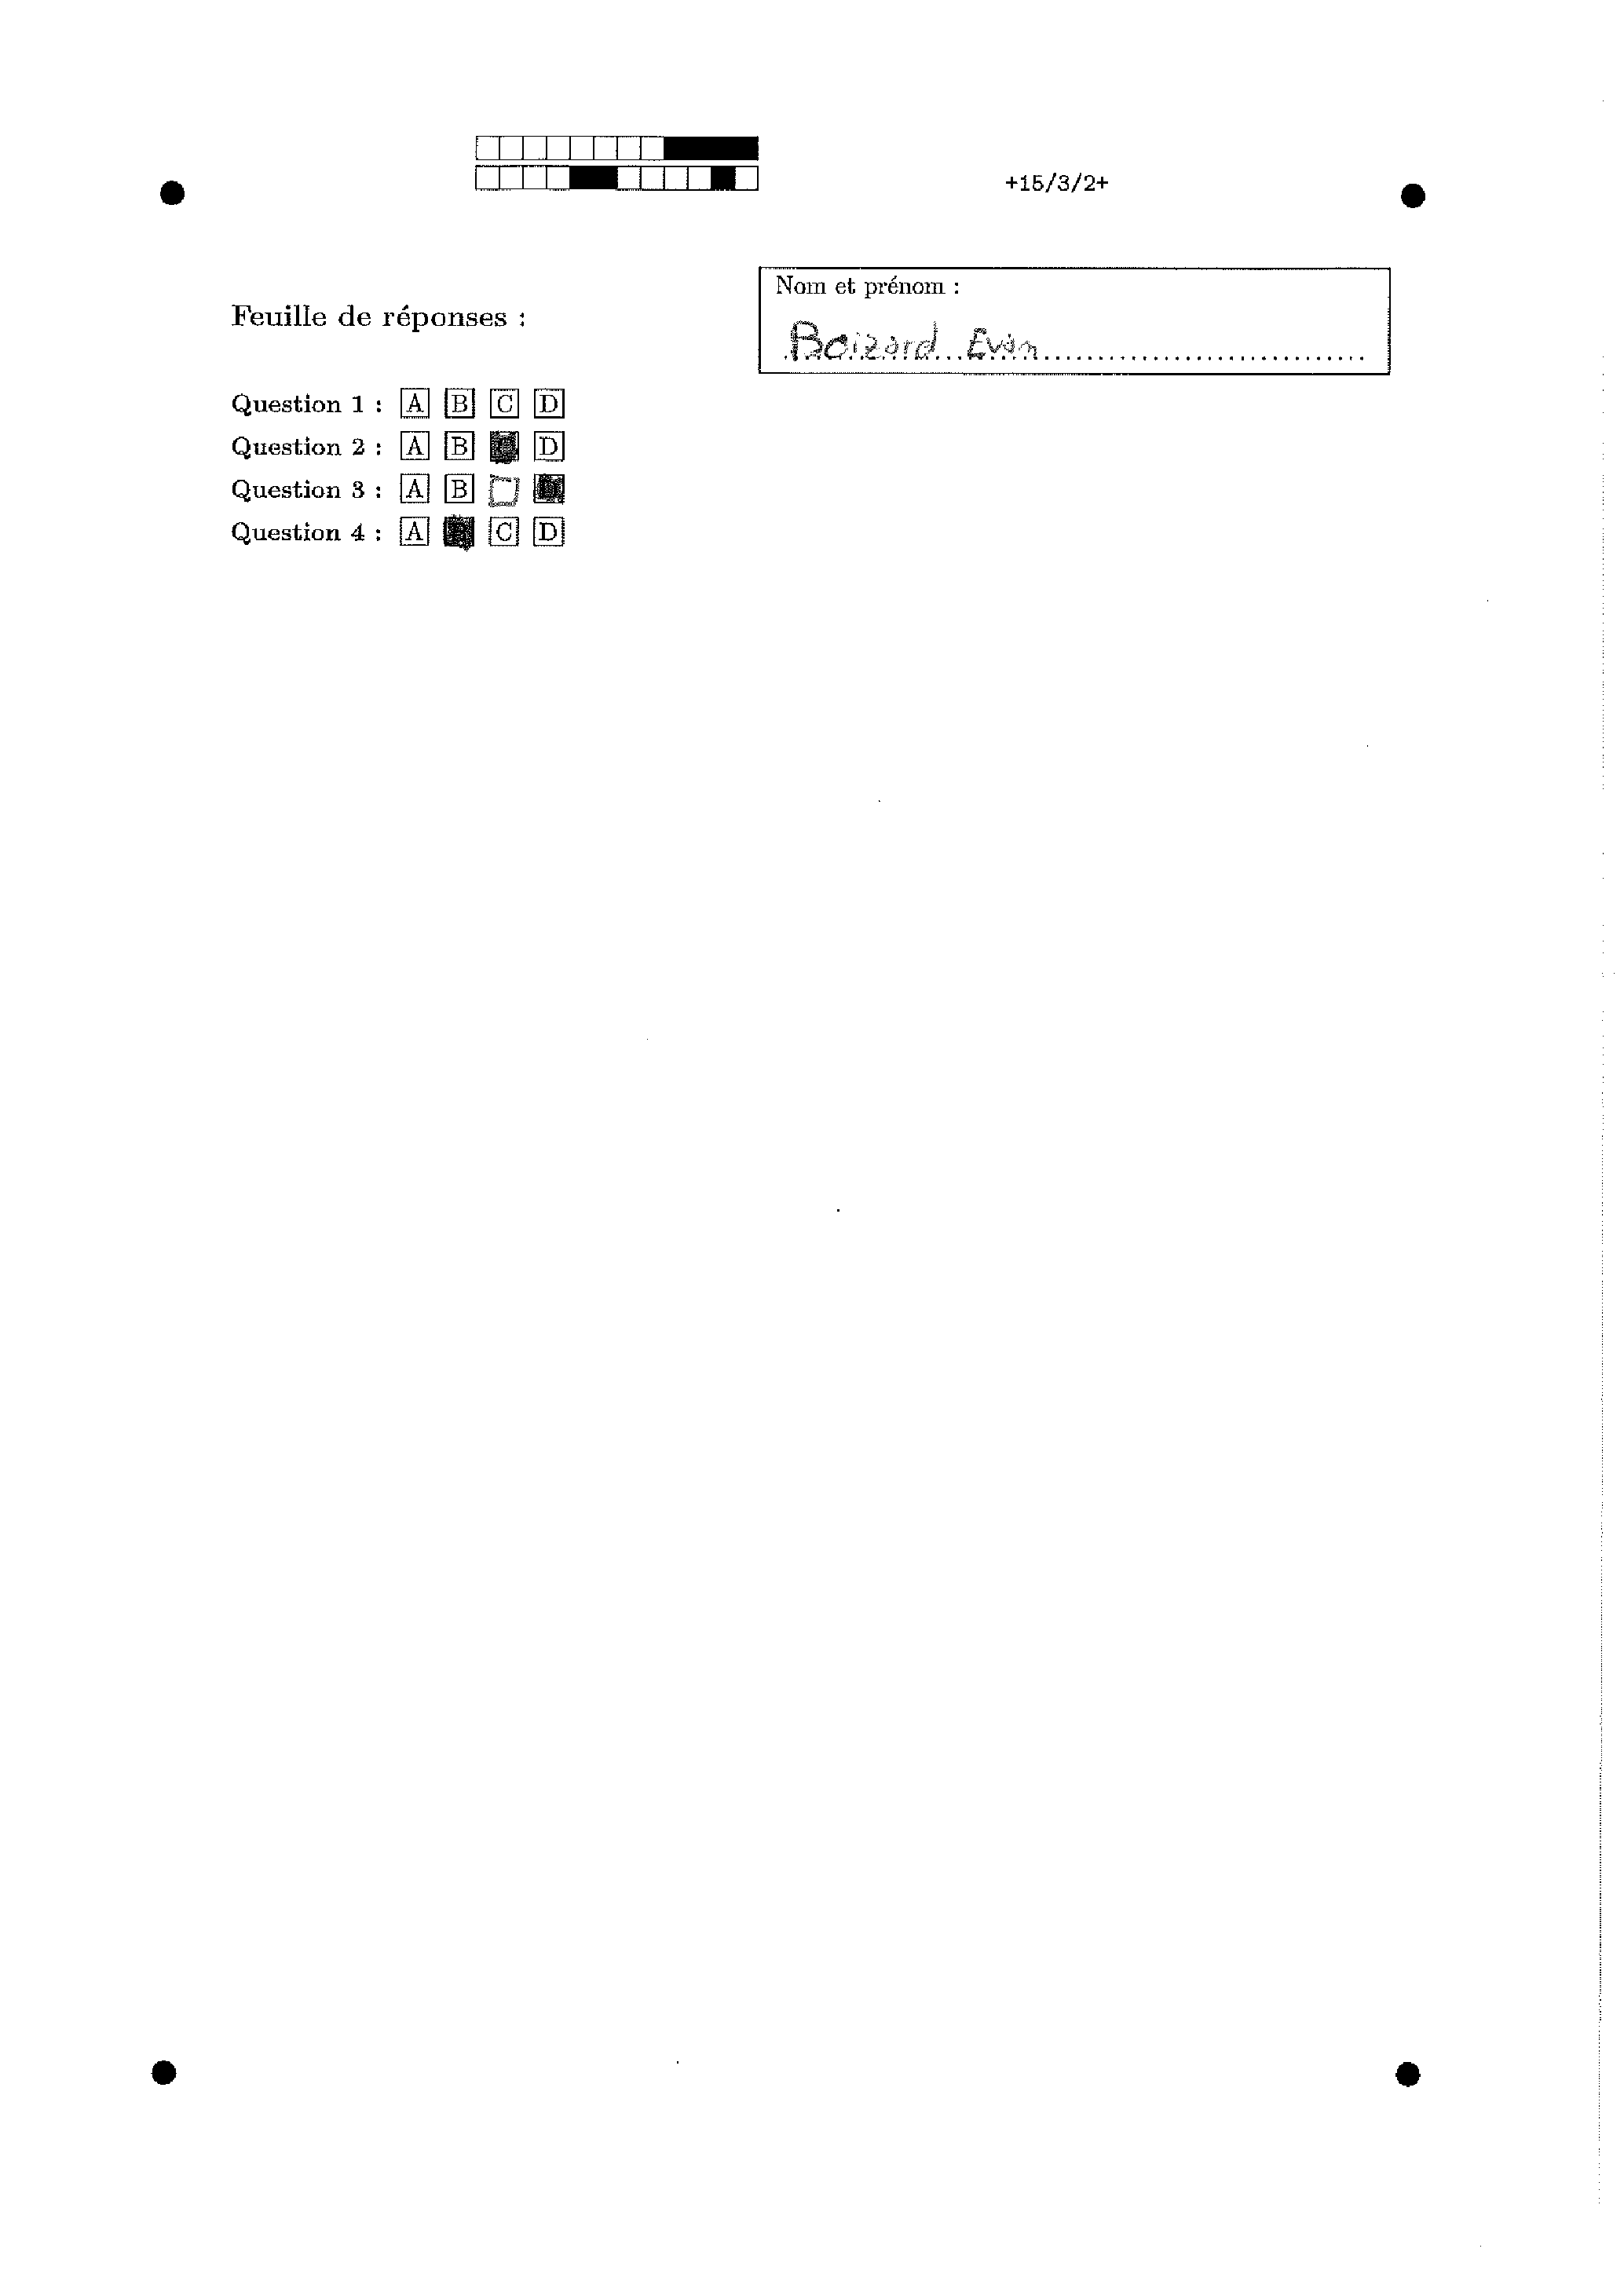 +15/3/2+
Nom et prénom :
Boizard Evan
Feuille de réponses :
Question 1 : A B C D
Question 2 : A B C D
Question 3 : A B D
Question 4 : A B C D